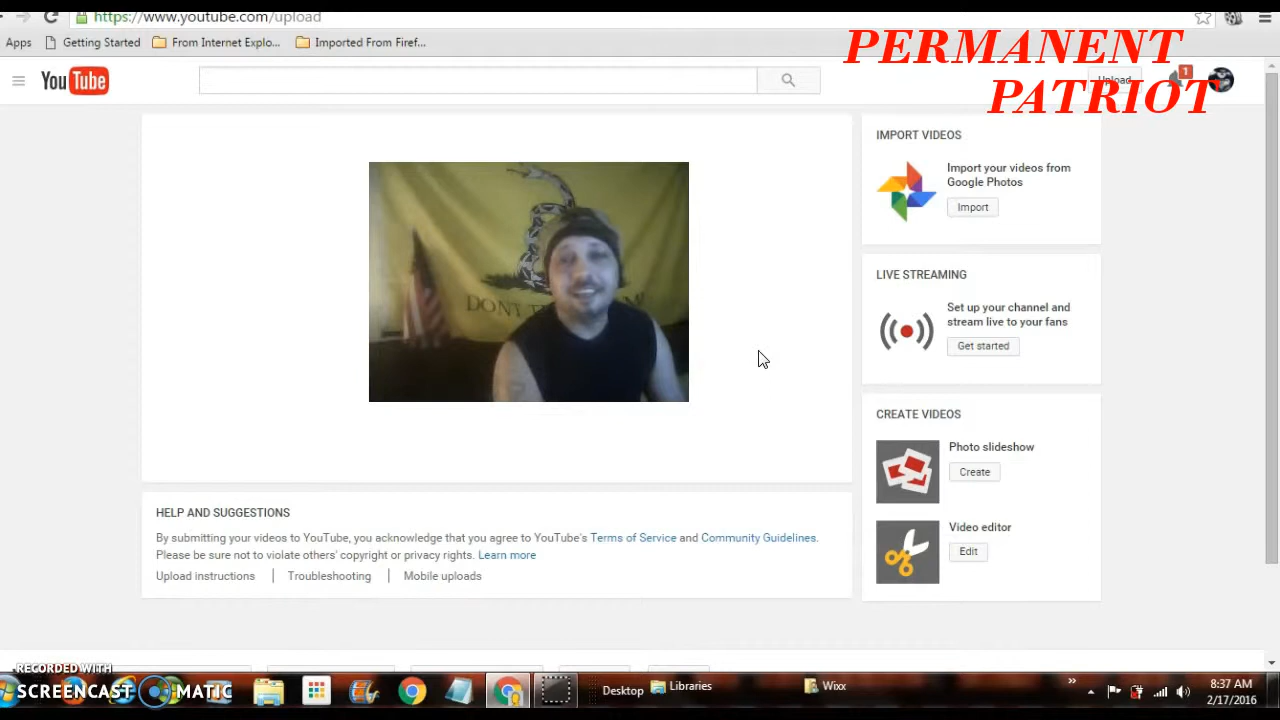 https://www.youtube.com/upload
Apps Getting Started From Internet Explo... Imported From Firef...
PERMANENT
PATRIOT
YouTube
Upload
1
IMPORT VIDEOS
Import your videos from
Google Photos
Import
DON'T
LIVE STREAMING
Set up your channel and
stream live to your fans
Get started
CREATE VIDEOS
Photo slideshow
Create
Video editor
Edit
HELP AND SUGGESTIONS
By submitting your videos to YouTube, you acknowledge that you agree to YouTube's Terms of Service and Community Guidelines.
Please be sure not to violate others' copyright or privacy rights. Learn more
Upload instructions Troubleshooting Mobile uploads
RECORDED WITH
SCREENCAST MATIC
Desktop Libraries Wixx
8:37 AM
2/17/2016